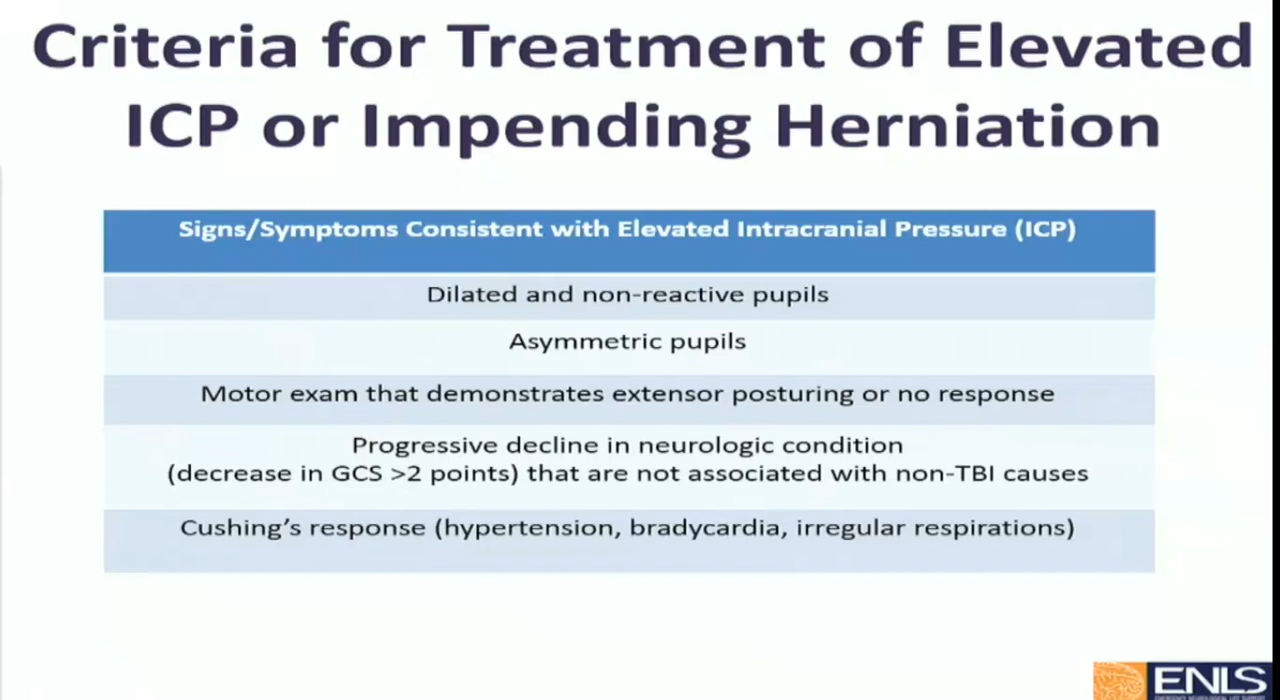 Criteria for Treatment of Elevated
ICP or Impending Herniation
Signs/Symptoms Consistent with Elevated Intracranial Pressure (ICP)
Dilated and non-reactive pupils
Asymmetric pupils
Motor exam that demonstrates extensor posturing or no response
Progressive decline in neurologic condition
(decrease in GCS >2 points) that are not associated with non-TBI causes
Cushing’s response (hypertension, bradycardia, irregular respirations)
ENLS